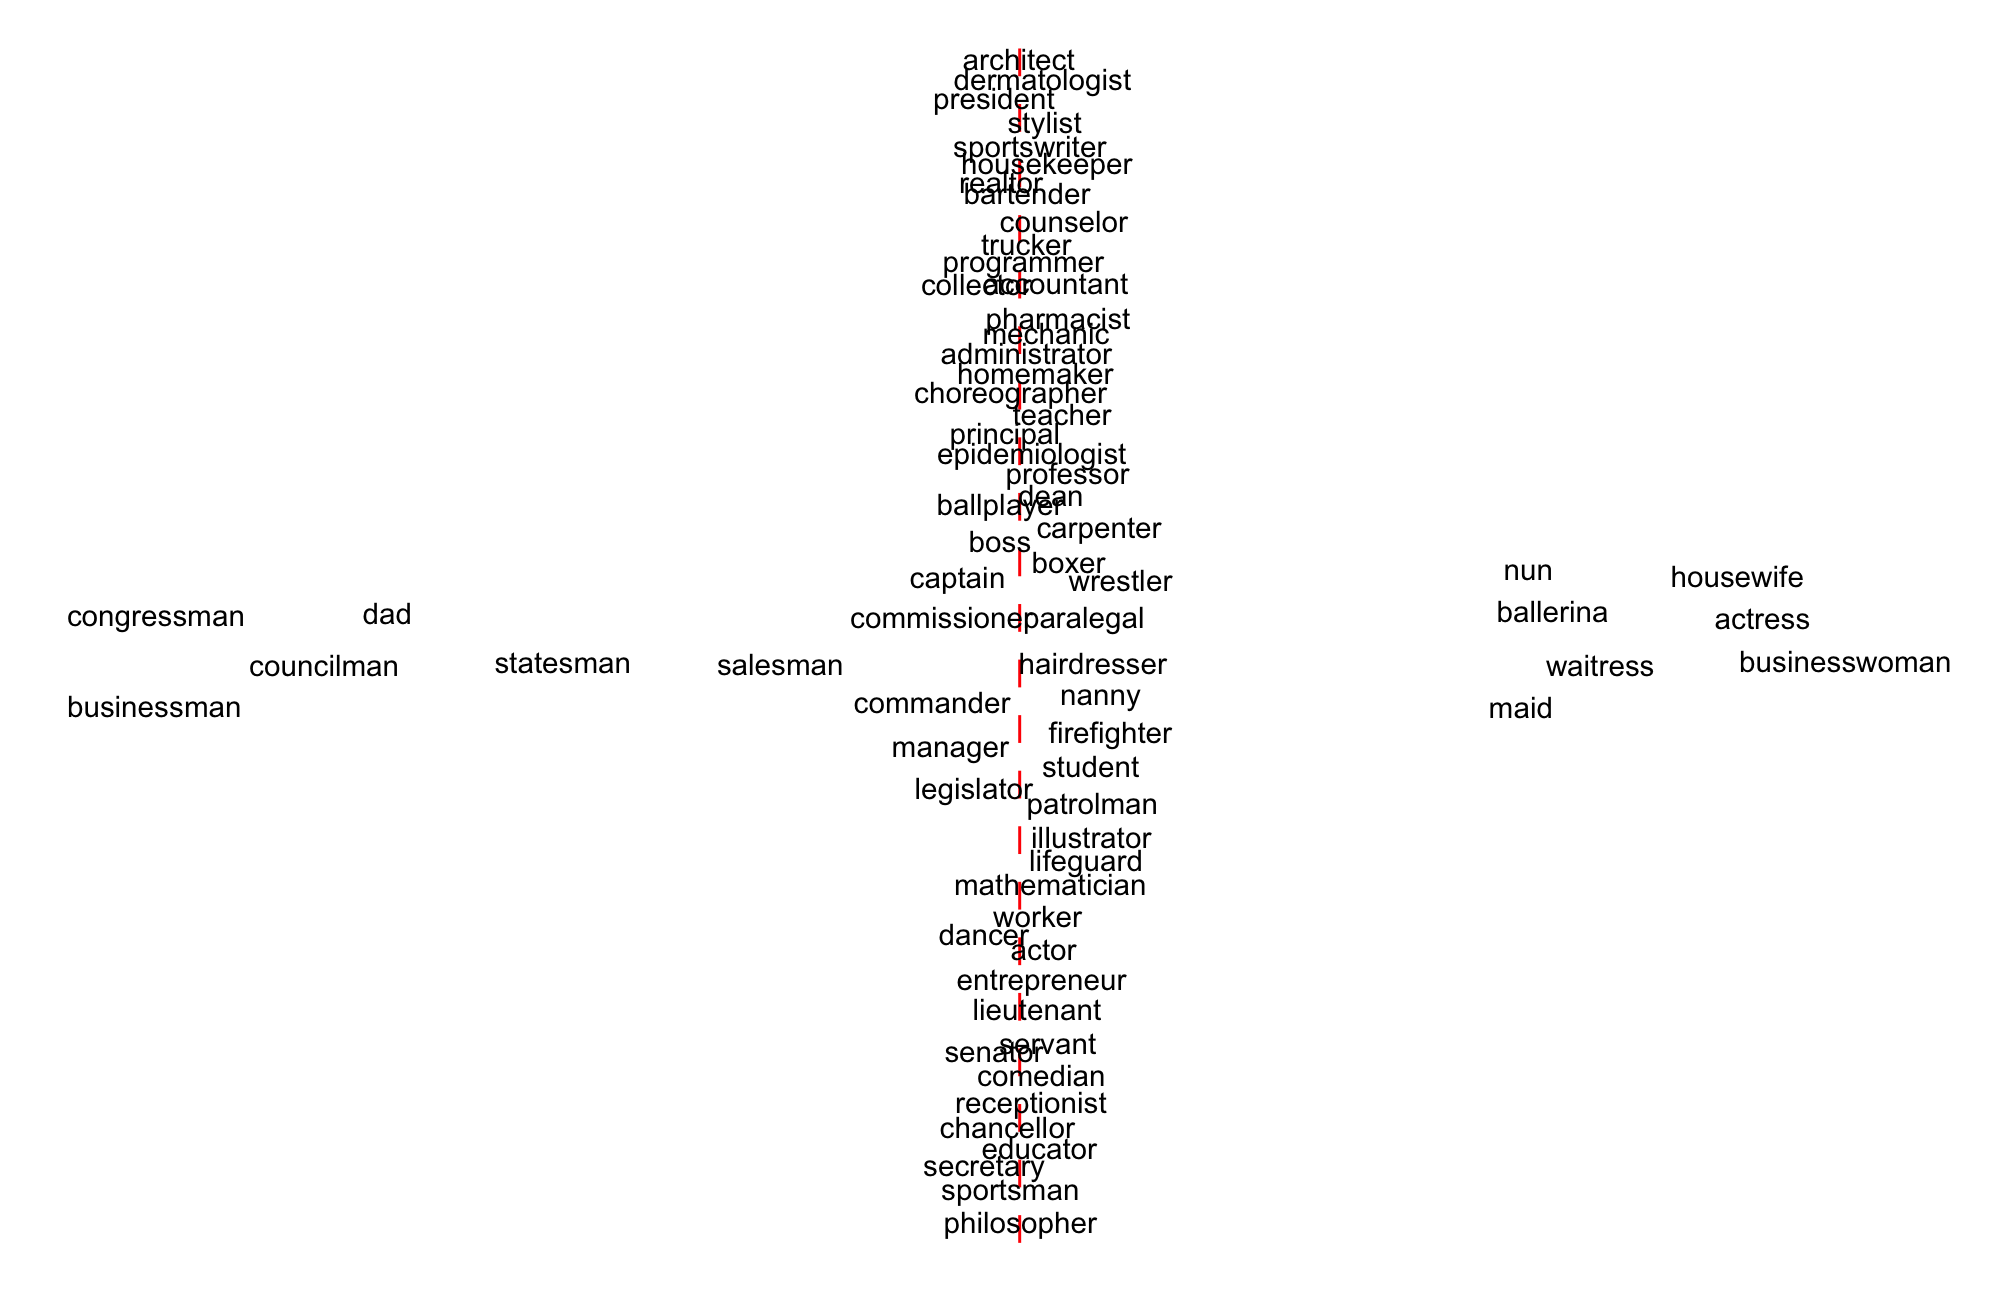 architect
dermatologist
president
stylist
sportswriter
housekeeper
realtor
bartender
counselor
trucker
programmer
collector accountant
pharmacist
mechanic
administrator
homemaker
choreographer
teacher
principal
epidemiologist
professor
dean
ballplayer
carpenter
boss
boxer
nun
captain wrestler housewife
congressman dad commissione paralegal ballerina actress
councilman statesman salesman hairdresser waitress businesswoman
nanny
businessman commander maid
firefighter
manager
student
legislator
patrolman
illustrator
lifeguard
mathematician
worker
dancer
actor
entrepreneur
lieutenant
servant
senator
comedian
receptionist
chancellor
educator
secretary
sportsman
philosopher